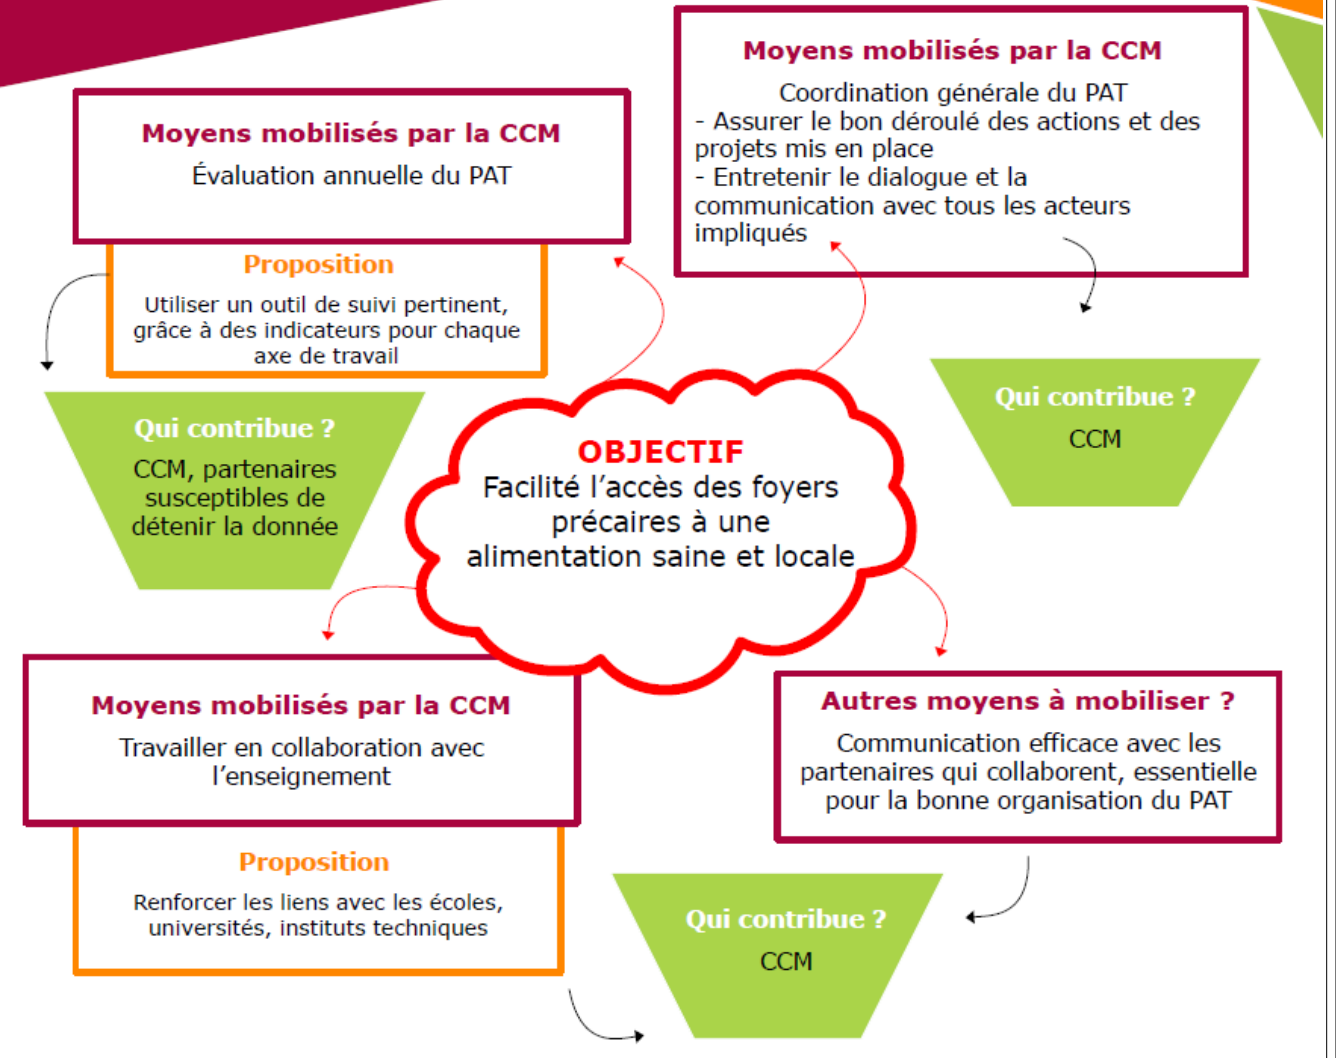 Moyens mobilisés par la CCM
Évaluation annuelle du PAT
Proposition
Utiliser un outil de suivi pertinent,
grâce à des indicateurs pour chaque
axe de travail
Qui contribue ?
CCM, partenaires
susceptibles de
détenir la donnée
Moyens mobilisés par la CCM
Coordination générale du PAT
- Assurer le bon déroulé des actions et des
projets mis en place
- Entretenir le dialogue et la
communication avec tous les acteurs
impliqués
Qui contribue ?
CCM
OBJECTIF
Facilité l’accès des foyers
précaires à une
alimentation saine et locale
Moyens mobilisés par la CCM
Travailler en collaboration avec
l’enseignement
Proposition
Renforcer les liens avec les écoles,
universités, instituts techniques
Autres moyens à mobiliser ?
Communication efficace avec les
partenaires qui collaborent, essentielle
pour la bonne organisation du PAT
Qui contribue ?
CCM